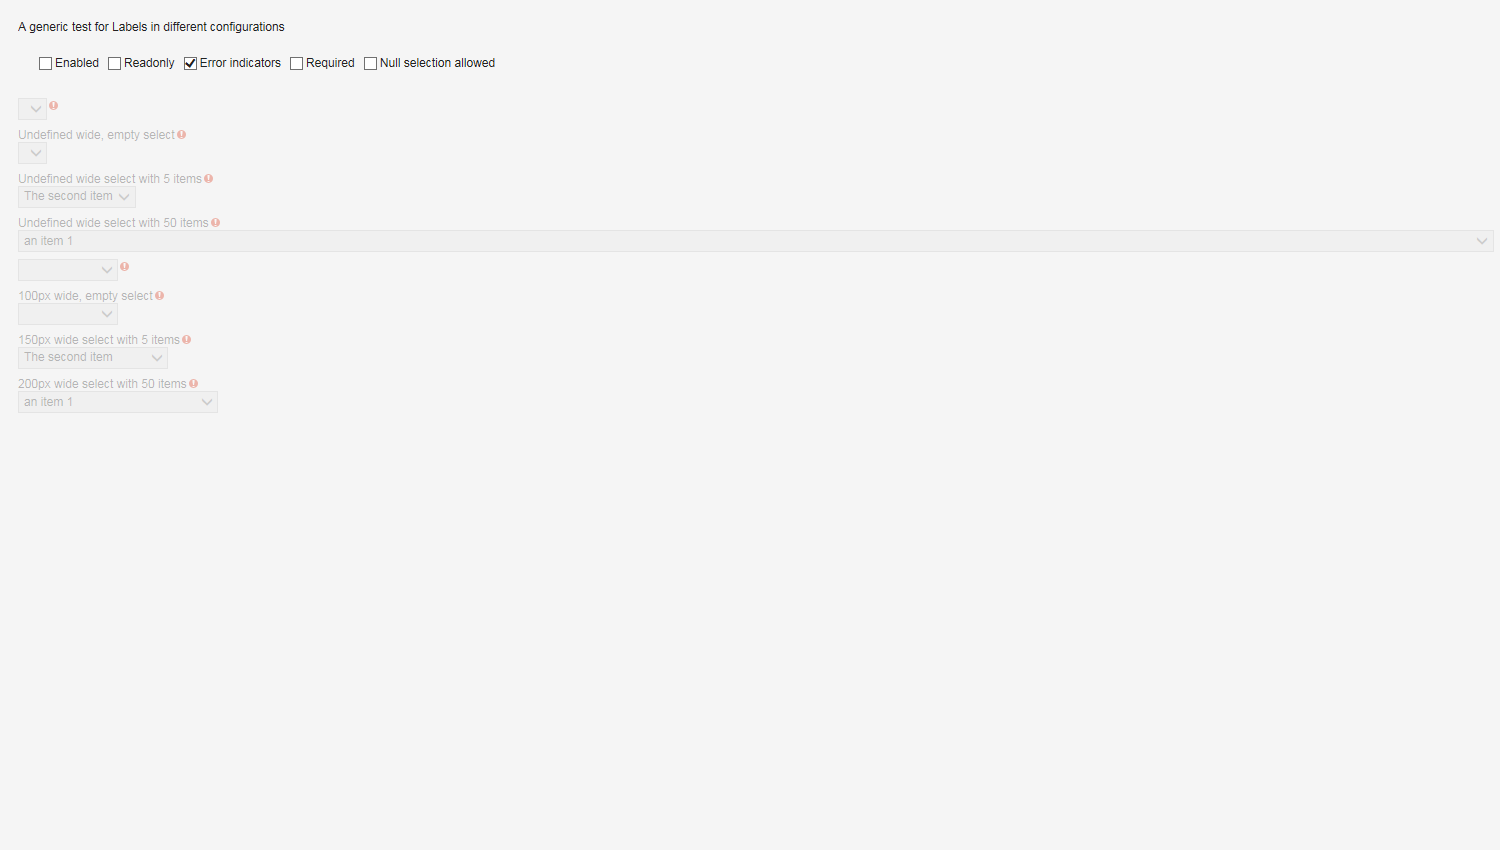 A generic test for Labels in different configurations
Enabled Readonly Error indicators Required Null selection allowed
Undefined wide, empty select
Undefined wide select with 5 items
The second item
Undefined wide select with 50 items
an item 1
100px wide, empty select
150px wide select with 5 items
The second item
200px wide select with 50 items
an item 1